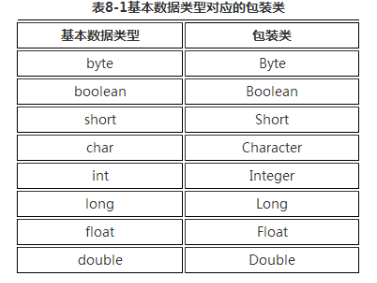 表8-1基本数据类型对应的包装类
基本数据类型 包装类
byte Byte
boolean Boolean
short Short
char Character
int Integer
long Long
float Float
double Double